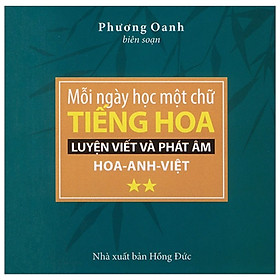 Phương Oanh
biên soạn
Mỗi ngày học một chữ
TIẾNG HOA
LUYỆN VIẾT VÀ PHÁT ÂM
HOA-ANH-VIỆT
★★
Nhà xuất bản Hồng Đức